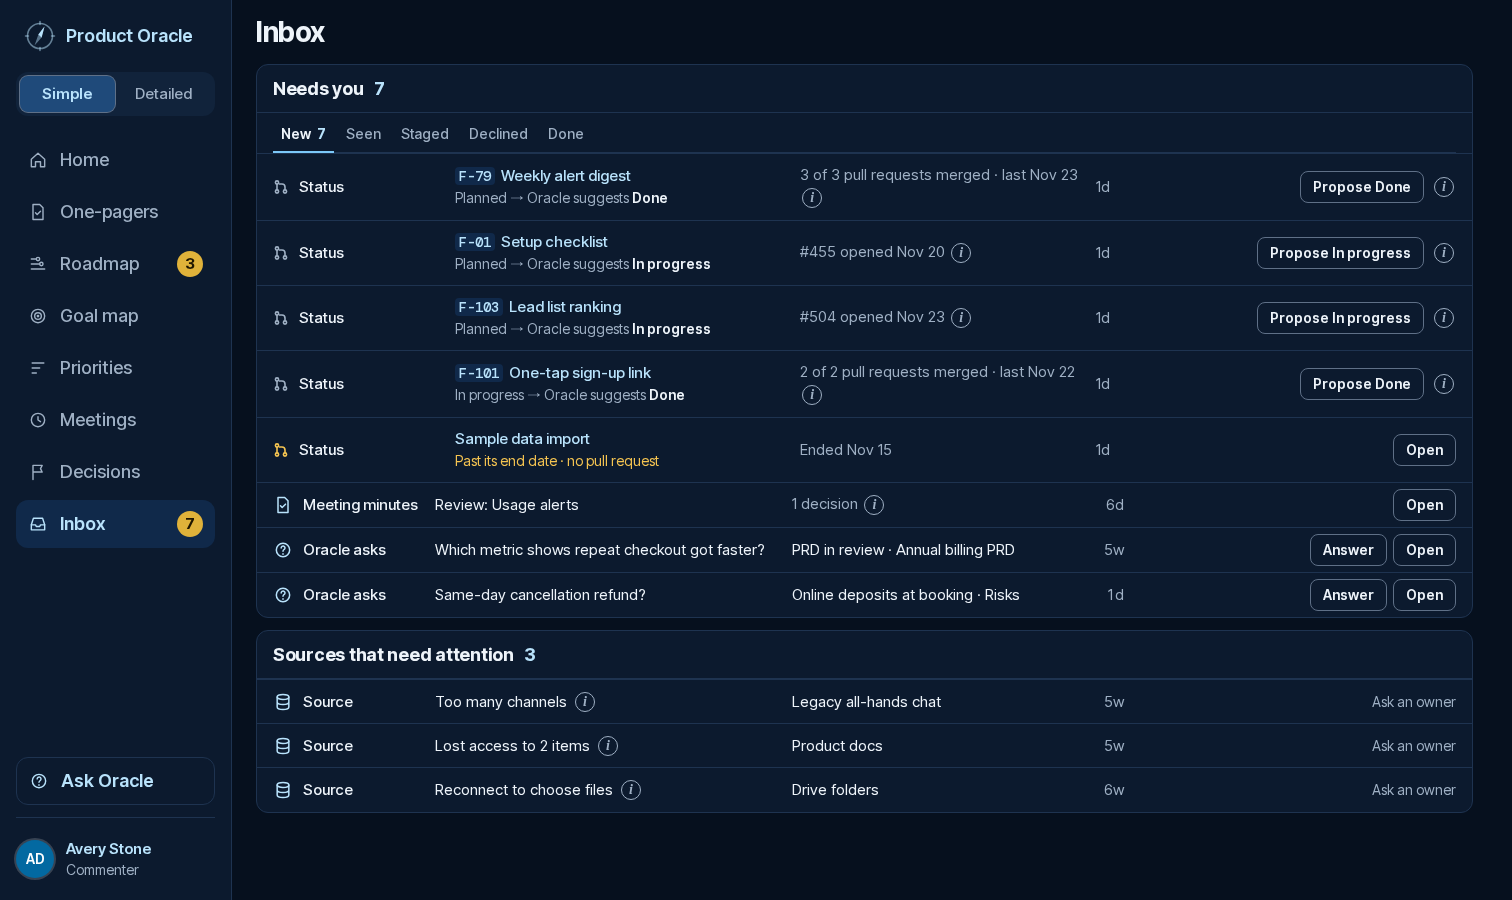 Product Oracle
Simple
Detailed
Home
One-pagers
Roadmap 3
Goal map
Priorities
Meetings
Decisions
Inbox 7
Ask Oracle
AD
Avery Stone
Commenter
Inbox
Needs you 7
New 7 Seen Staged Declined Done
Status
F-79 Weekly alert digest
Planned → Oracle suggests Done
3 of 3 pull requests merged · last Nov 23
i
1d
Propose Done
i
Status
F-01 Setup checklist
Planned → Oracle suggests In progress
#455 opened Nov 20 i
1d
Propose In progress
i
Status
F-103 Lead list ranking
Planned → Oracle suggests In progress
#504 opened Nov 23 i
1d
Propose In progress
i
Status
F-101 One-tap sign-up link
In progress → Oracle suggests Done
2 of 2 pull requests merged · last Nov 22
i
1d
Propose Done
i
Status
Sample data import
Past its end date · no pull request
Ended Nov 15
1d
Open
Meeting minutes Review: Usage alerts 1 decision i 6d Open
Oracle asks Which metric shows repeat checkout got faster? PRD in review · Annual billing PRD 5w Answer Open
Oracle asks Same-day cancellation refund? Online deposits at booking · Risks 1d Answer Open
Sources that need attention 3
Source Too many channels i Legacy all-hands chat 5w Ask an owner
Source Lost access to 2 items i Product docs 5w Ask an owner
Source Reconnect to choose files i Drive folders 6w Ask an owner